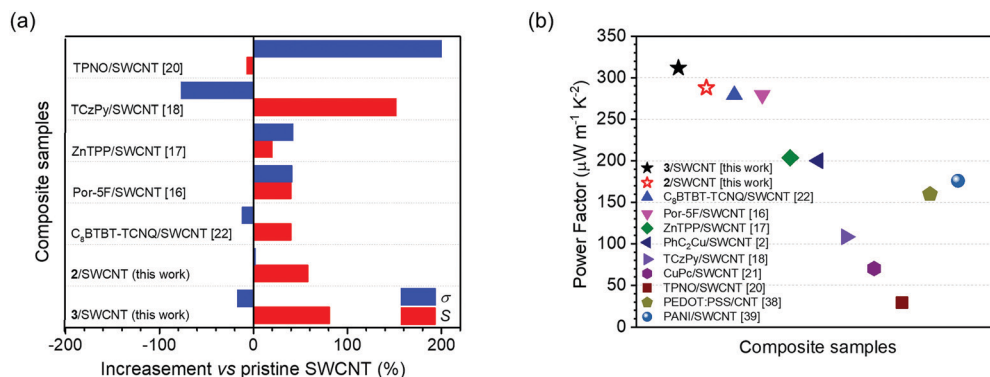 (a)
Composite samples
TPNO/SWCNT [20]
TCzPy/SWCNT [18]
ZnTPP/SWCNT [17]
Por-5F/SWCNT [16]
C₈BTBT-TCNQ/SWCNT [22]
2/SWCNT (this work)
3/SWCNT (this work)
σ
S
-200 -100 0 100 200
Increasement vs pristine SWCNT (%)
(b)
Power Factor (μW m⁻¹ K⁻²)
350
300
250
200
150
100
50
0
3/SWCNT [this work]
2/SWCNT [this work]
C₈BTBT-TCNQ/SWCNT [22]
Por-5F/SWCNT [16]
ZnTPP/SWCNT [17]
PhC₂Cu/SWCNT [2]
TCzPy/SWCNT [18]
CuPc/SWCNT [21]
TPNO/SWCNT [20]
PEDOT:PSS/CNT [38]
PANI/SWCNT [39]
Composite samples